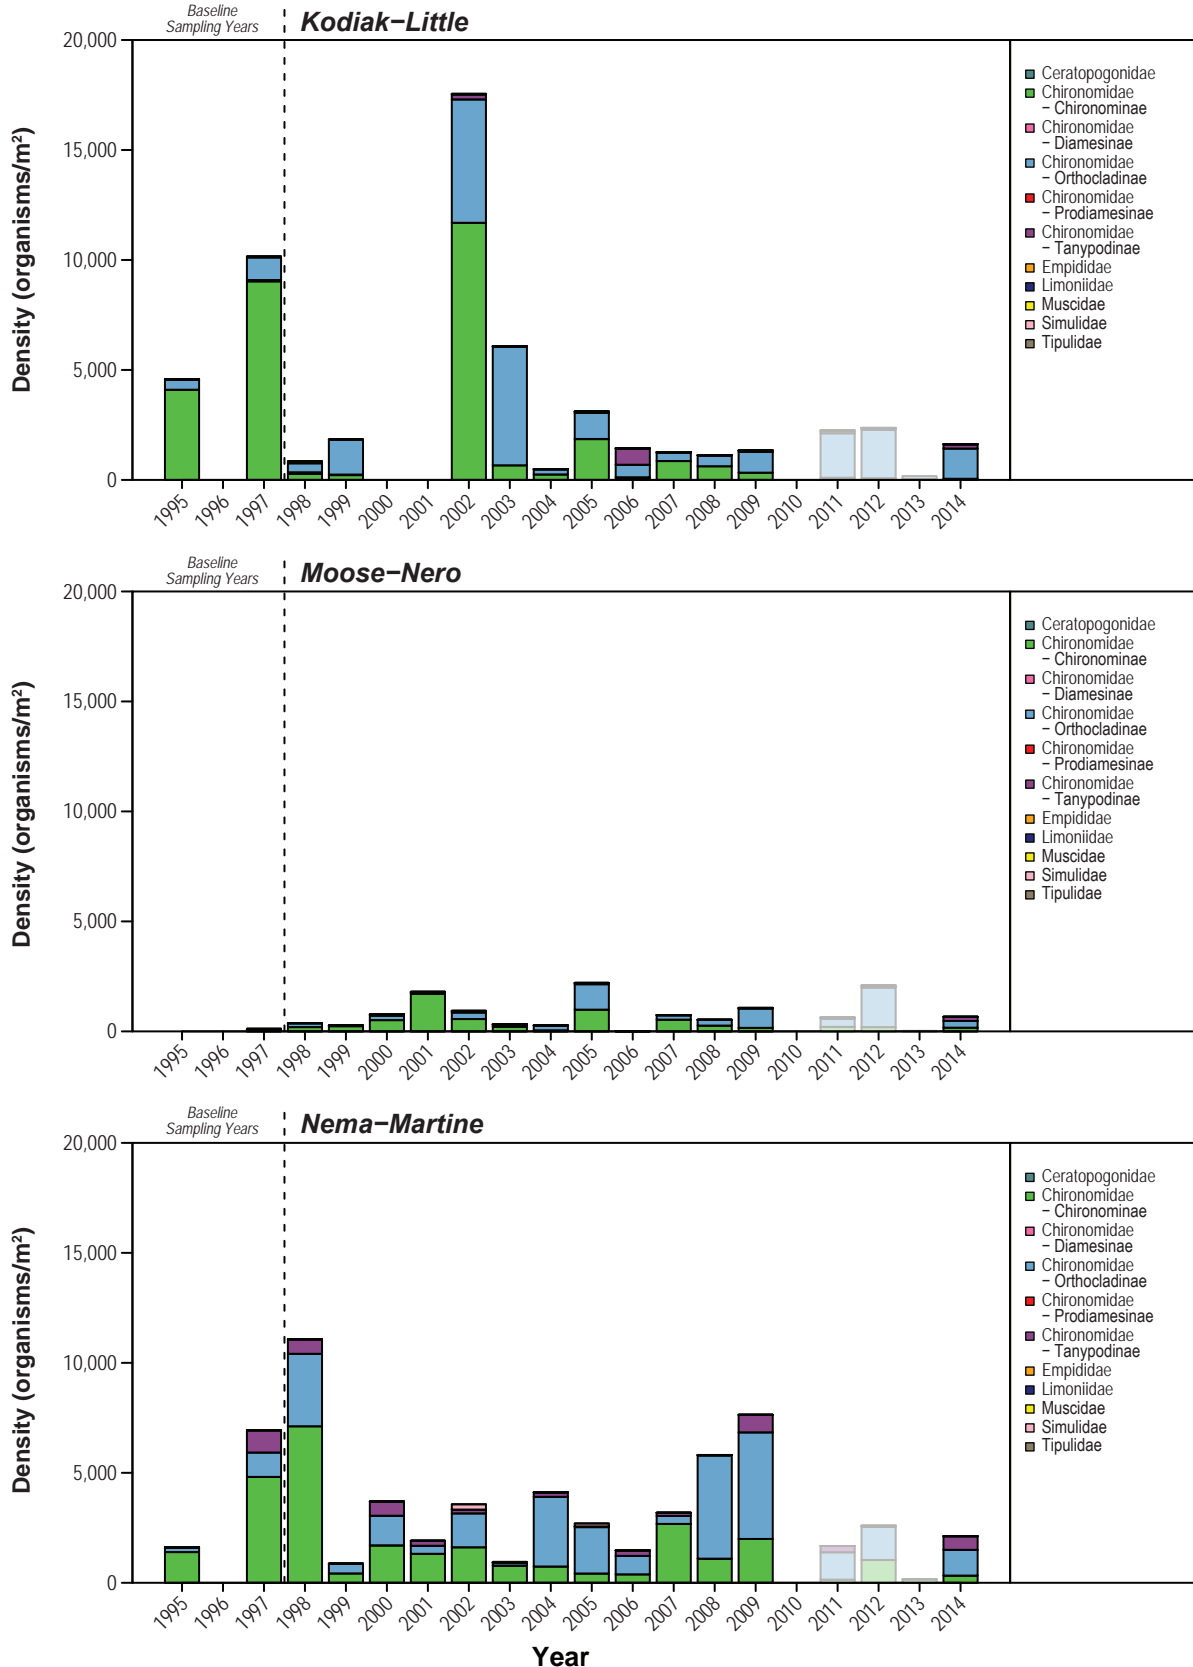 Baseline
Sampling Years
Kodiak−Little
Density (organisms/m²)
20,000
15,000
10,000
5,000
0
1995
1996
1997
1998
1999
2000
2001
2002
2003
2004
2005
2006
2007
2008
2009
2010
2011
2012
2013
2014
Ceratopogonidae
Chironomidae
− Chironominae
Chironomidae
− Diamesinae
Chironomidae
− Orthocladinae
Chironomidae
− Prodiamesinae
Chironomidae
− Tanypodinae
Empididae
Limoniidae
Muscidae
Simulidae
Tipulidae
Baseline
Sampling Years
Moose−Nero
Density (organisms/m²)
20,000
15,000
10,000
5,000
0
1995
1996
1997
1998
1999
2000
2001
2002
2003
2004
2005
2006
2007
2008
2009
2010
2011
2012
2013
2014
Ceratopogonidae
Chironomidae
− Chironominae
Chironomidae
− Diamesinae
Chironomidae
− Orthocladinae
Chironomidae
− Prodiamesinae
Chironomidae
− Tanypodinae
Empididae
Limoniidae
Muscidae
Simulidae
Tipulidae
Baseline
Sampling Years
Nema−Martine
Density (organisms/m²)
20,000
15,000
10,000
5,000
0
1995
1996
1997
1998
1999
2000
2001
2002
2003
2004
2005
2006
2007
2008
2009
2010
2011
2012
2013
2014
Year
Ceratopogonidae
Chironomidae
− Chironominae
Chironomidae
− Diamesinae
Chironomidae
− Orthocladinae
Chironomidae
− Prodiamesinae
Chironomidae
− Tanypodinae
Empididae
Limoniidae
Muscidae
Simulidae
Tipulidae